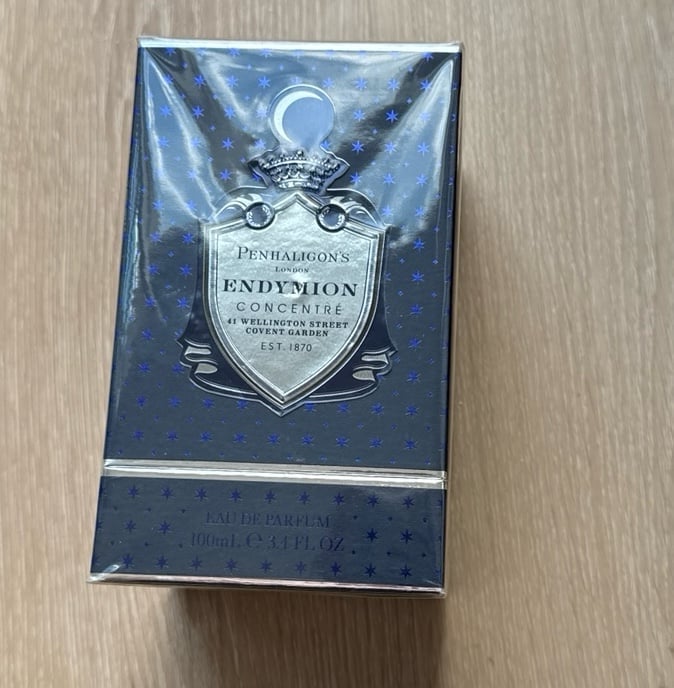 PENHALIGON'S
LONDON
ENDYMION
CONCENTRÉ
41 WELLINGTON STREET
COVENT GARDEN
EST. 1870
EAU DE PARFUM
100mL ℮ 3.4 FL OZ